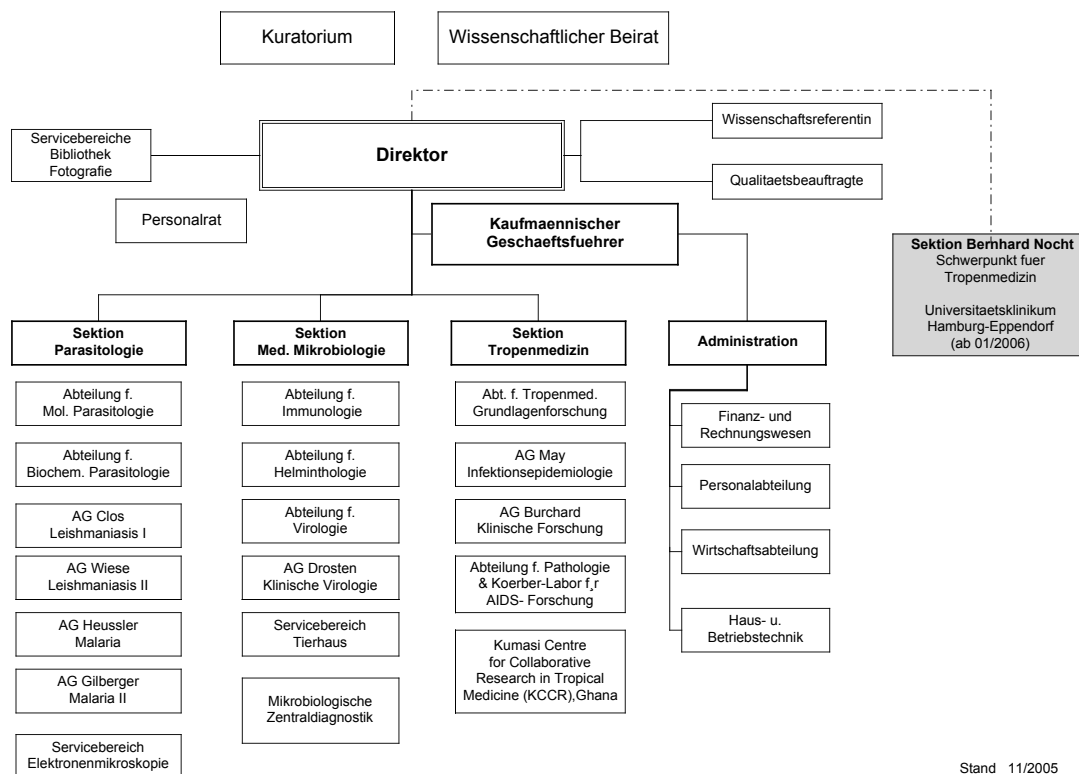 Kuratorium
Wissenschaftlicher Beirat
Servicebereiche
Bibliothek
Fotografie
Direktor
Wissenschaftsreferentin
Qualitaetsbeauftragte
Personalrat
Kaufmaennischer
Geschaeftsfuehrer
Sektion Bernhard Nocht
Schwerpunkt fuer
Tropenmedizin
Universitaetsklinikum
Hamburg-Eppendorf
(ab 01/2006)
Sektion
Parasitologie
Abteilung f.
Mol. Parasitologie
Abteilung f.
Biochem. Parasitologie
AG Clos
Leishmaniasis I
AG Wiese
Leishmaniasis II
AG Heussler
Malaria
AG Gilberger
Malaria II
Servicebereich
Elektronenmikroskopie
Sektion
Med. Mikrobiologie
Abteilung f.
Immunologie
Abteilung f.
Helminthologie
Abteilung f.
Virologie
AG Drosten
Klinische Virologie
Servicebereich
Tierhaus
Mikrobiologische
Zentraldiagnostik
Sektion
Tropenmedizin
Abt. f. Tropenmed.
Grundlagenforschung
AG May
Infektionsepidemiologie
AG Burchard
Klinische Forschung
Abteilung f. Pathologie
& Koerber-Labor f¸r
AIDS- Forschung
Kumasi Centre
for Collaborative
Research in Tropical
Medicine (KCCR),Ghana
Administration
Finanz- und
Rechnungswesen
Personalabteilung
Wirtschaftsabteilung
Haus- u.
Betriebstechnik
Stand 11/2005